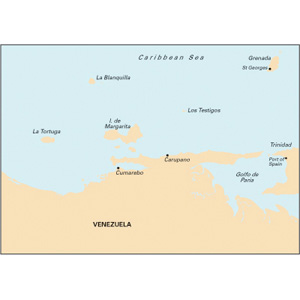 Caribbean Sea
Grenada
St Georges
La Blanquilla
Los Testigos
I. de
Margarita
La Tortuga
Trinidad
Carupano
Port of
Spain
Cumarebo
Golfo de
Paria
VENEZUELA